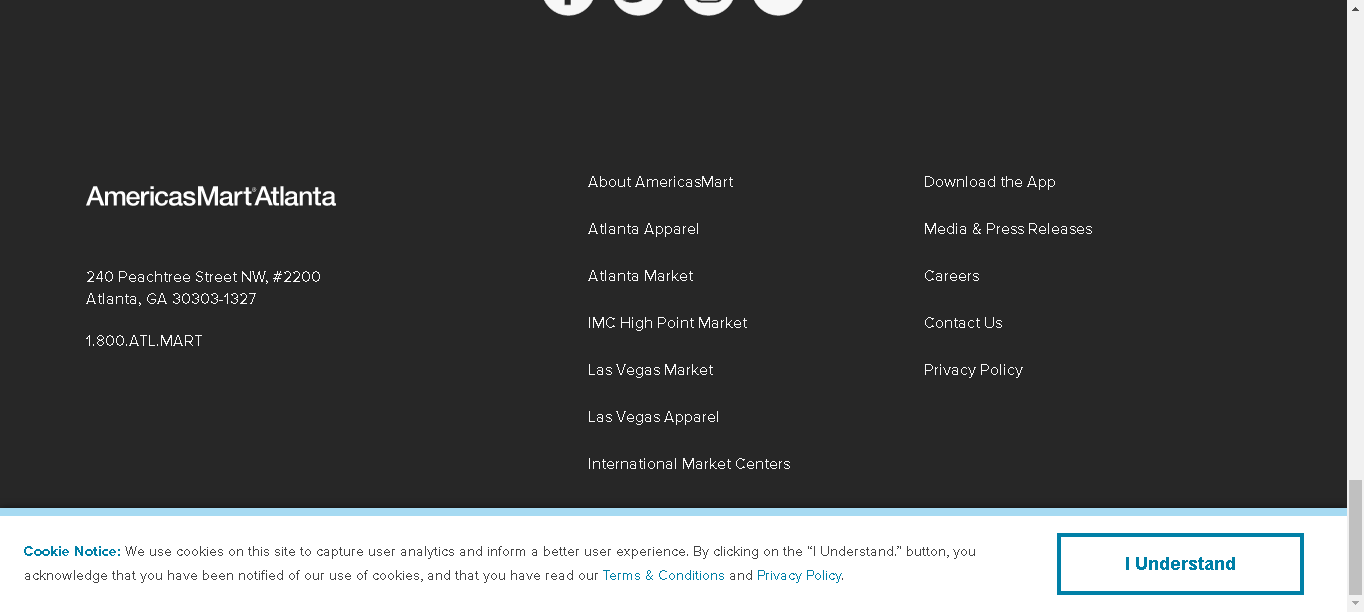 AmericasMart®Atlanta
240 Peachtree Street NW, #2200
Atlanta, GA 30303-1327
1.800.ATL.MART
About AmericasMart
Atlanta Apparel
Atlanta Market
IMC High Point Market
Las Vegas Market
Las Vegas Apparel
International Market Centers
Download the App
Media & Press Releases
Careers
Contact Us
Privacy Policy
Cookie Notice: We use cookies on this site to capture user analytics and inform a better user experience. By clicking on the “I Understand.” button, you
acknowledge that you have been notified of our use of cookies, and that you have read our Terms & Conditions and Privacy Policy.
I Understand